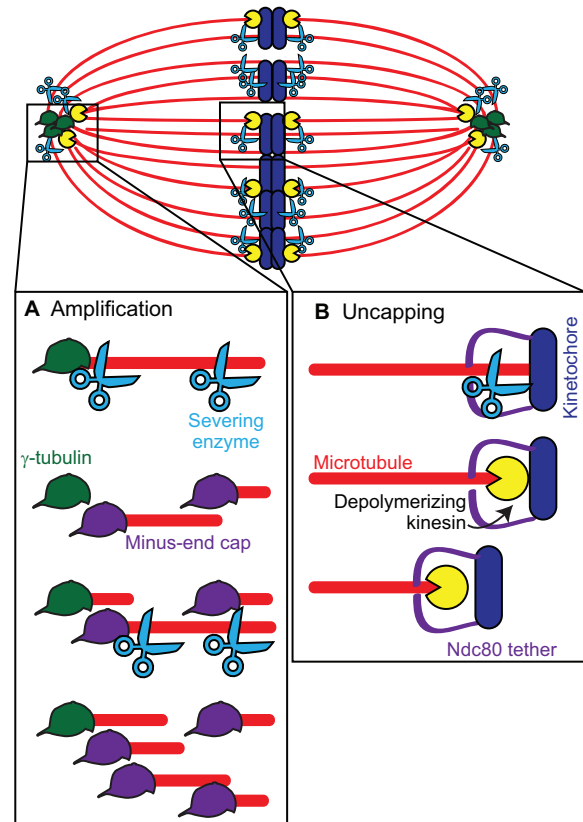 A Amplification
Severing
enzyme
γ-tubulin
Minus-end cap
B Uncapping
Kinetochore
Microtubule
Depolymerizing
kinesin
Ndc80 tether